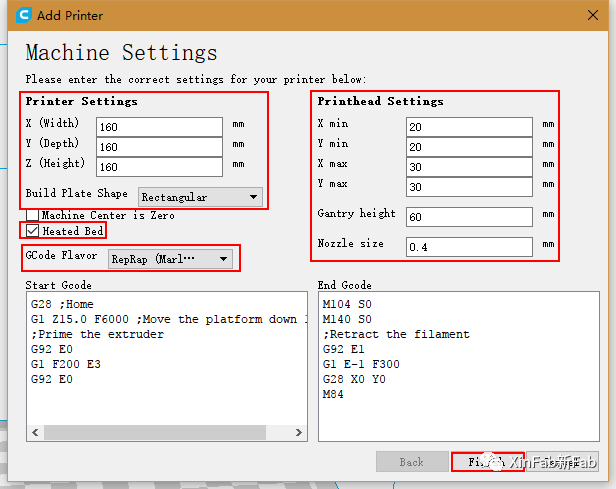 Add Printer
Machine Settings
Please enter the correct settings for your printer below:
Printer Settings
X (Width) 160 mm
Y (Depth) 160 mm
Z (Height) 160 mm
Build Plate Shape Rectangular
Machine Center is Zero
Heated Bed
GCode Flavor RepRap (Marl⋯
Printhead Settings
X min 20 mm
Y min 20 mm
X max 30 mm
Y max 30 mm
Gantry height 60 mm
Nozzle size 0.4 mm
Start Gcode
G28 ;Home
G1 Z15.0 F6000 ;Move the platform down
;Prime the extruder
G92 E0
G1 F200 E3
G92 E0
End Gcode
M104 S0
M140 S0
;Retract the filament
G92 E1
G1 E-1 F300
G28 X0 Y0
M84
Back
XinFab新Fab